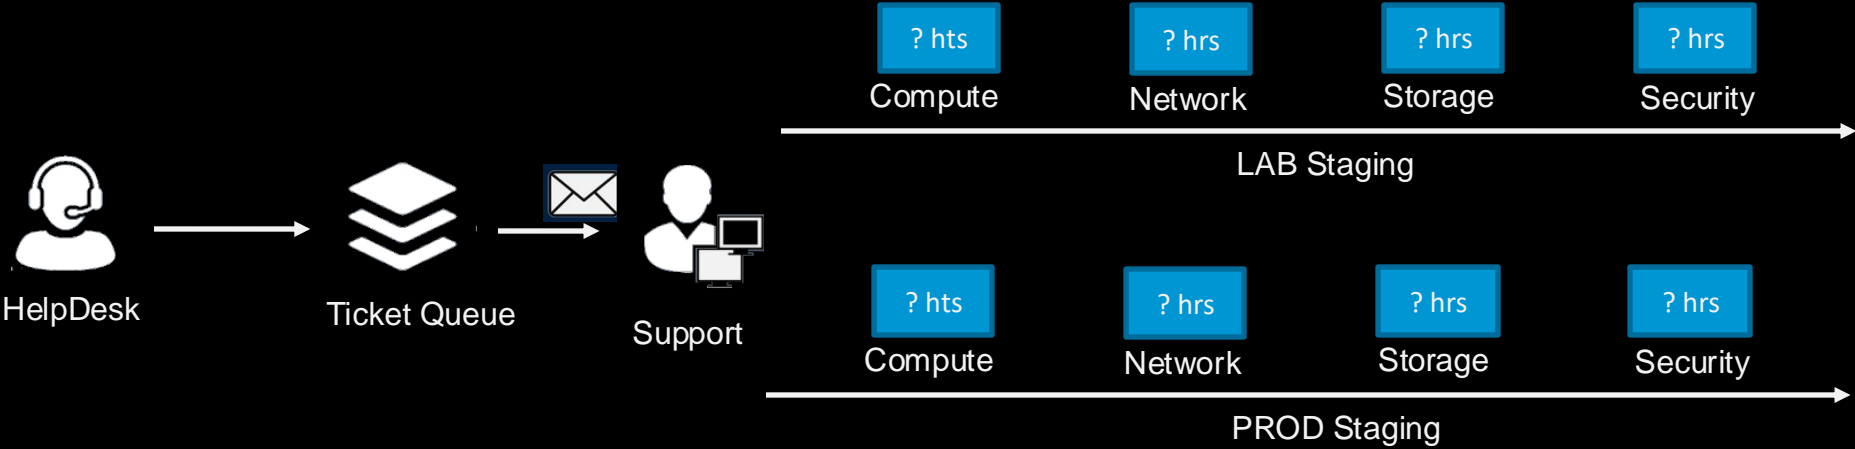 ? hts
? hrs
? hrs
? hrs
Compute
Network
Storage
Security
LAB Staging
HelpDesk
Ticket Queue
Support
? hts
? hrs
? hrs
? hrs
Compute
Network
Storage
Security
PROD Staging